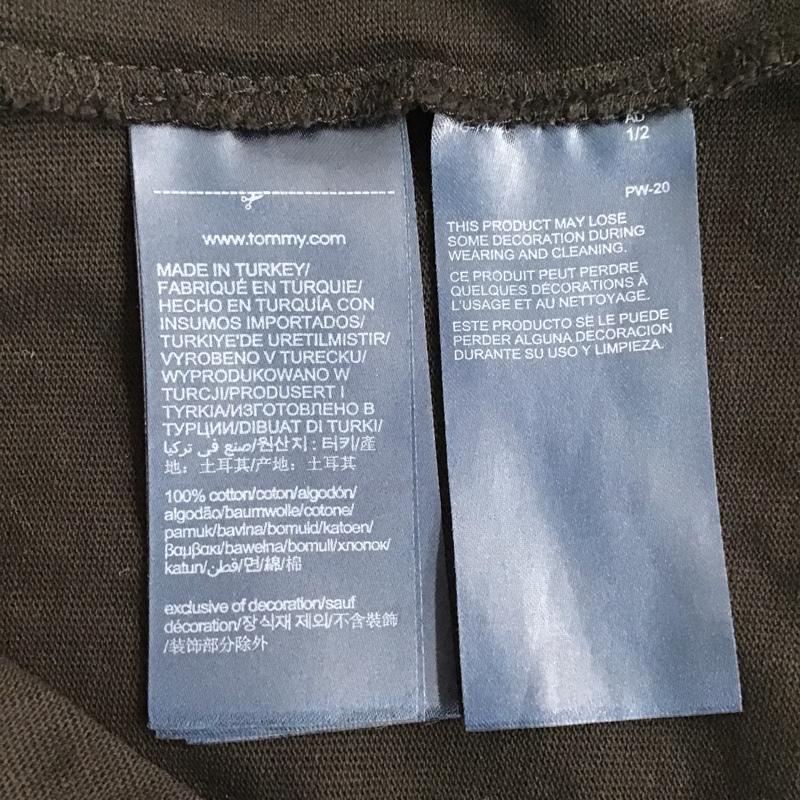 www.tommy.com
MADE IN TURKEY/
FABRIQUÉ EN TURQUIE/
HECHO EN TURQUÍA CON
INSUMOS IMPORTADOS/
TURKIYE'DE URETILMISTIR/
VYROBENO V TURECKU/
WYPRODUKOWANO W
TURCJI/PRODUSERT I
TYRKIA/ИЗГОТОВЛЕНО В
ТУРЦИИ/DIBUAT DI TURKI/
صنع في تركيا/원산지 : 터키/產
地：土耳其/产地：土耳其
100% cotton/coton/algodón/
algodão/baumwolle/cotone/
pamuk/bavlna/bomuld/katoen/
βαμβακι/bawełna/bomull/хлопок/
katun/قطن/면/綿/棉
exclusive of decoration/sauf
décoration/장식재 제외/不含裝飾
/装饰部分除外
AD
1/2
PW-20
THIS PRODUCT MAY LOSE
SOME DECORATION DURING
WEARING AND CLEANING.
CE PRODUIT PEUT PERDRE
QUELQUES DÉCORATIONS À
L'USAGE ET AU NETTOYAGE.
ESTE PRODUCTO SE LE PUEDE
PERDER ALGUNA DECORACION
DURANTE SU USO Y LIMPIEZA.